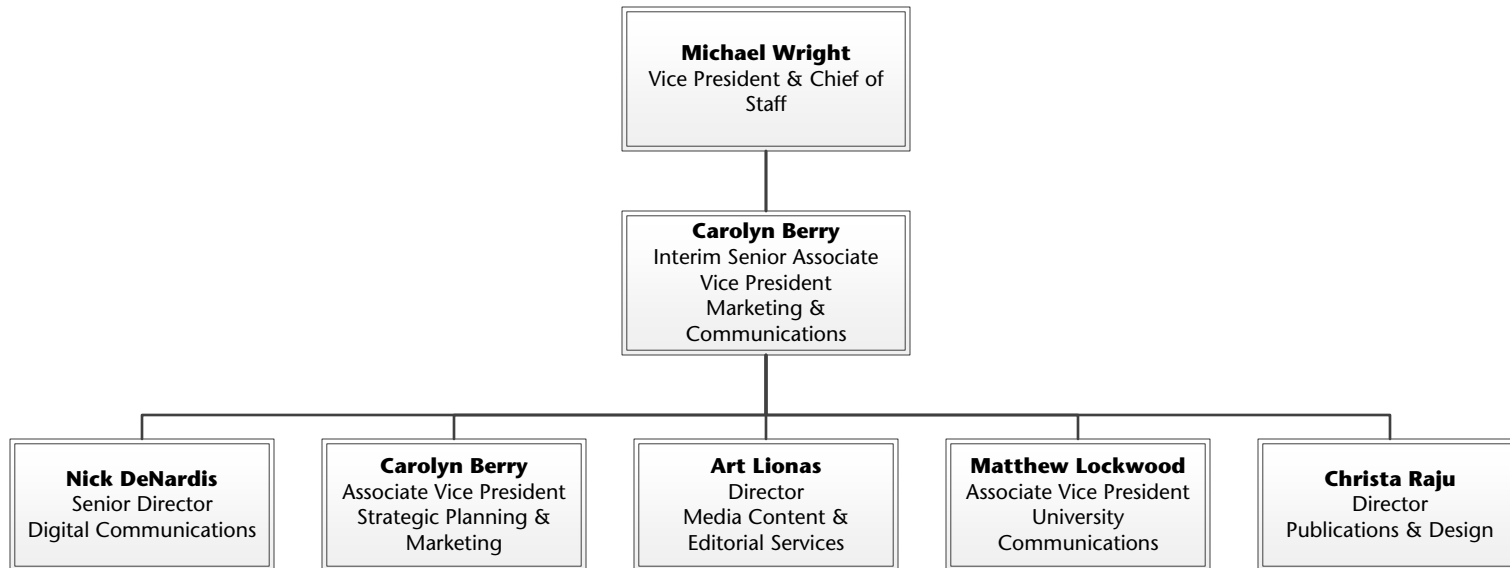 Michael Wright
Vice President & Chief of
Staff
Carolyn Berry
Interim Senior Associate
Vice President
Marketing &
Communications
Nick DeNardis
Senior Director
Digital Communications
Carolyn Berry
Associate Vice President
Strategic Planning &
Marketing
Art Lionas
Director
Media Content &
Editorial Services
Matthew Lockwood
Associate Vice President
University
Communications
Christa Raju
Director
Publications & Design